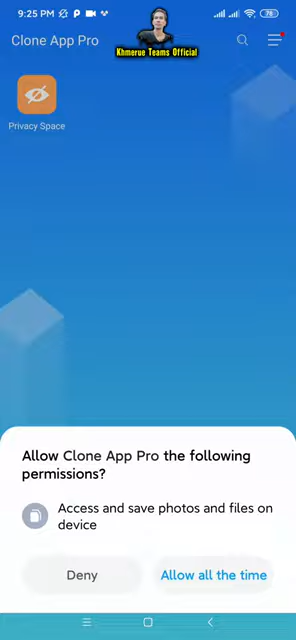 9:25 PM
76
Clone App Pro
Khmerue Teams Official
Privacy Space
Allow Clone App Pro the following
permissions?
Access and save photos and files on
device
Deny
Allow all the time